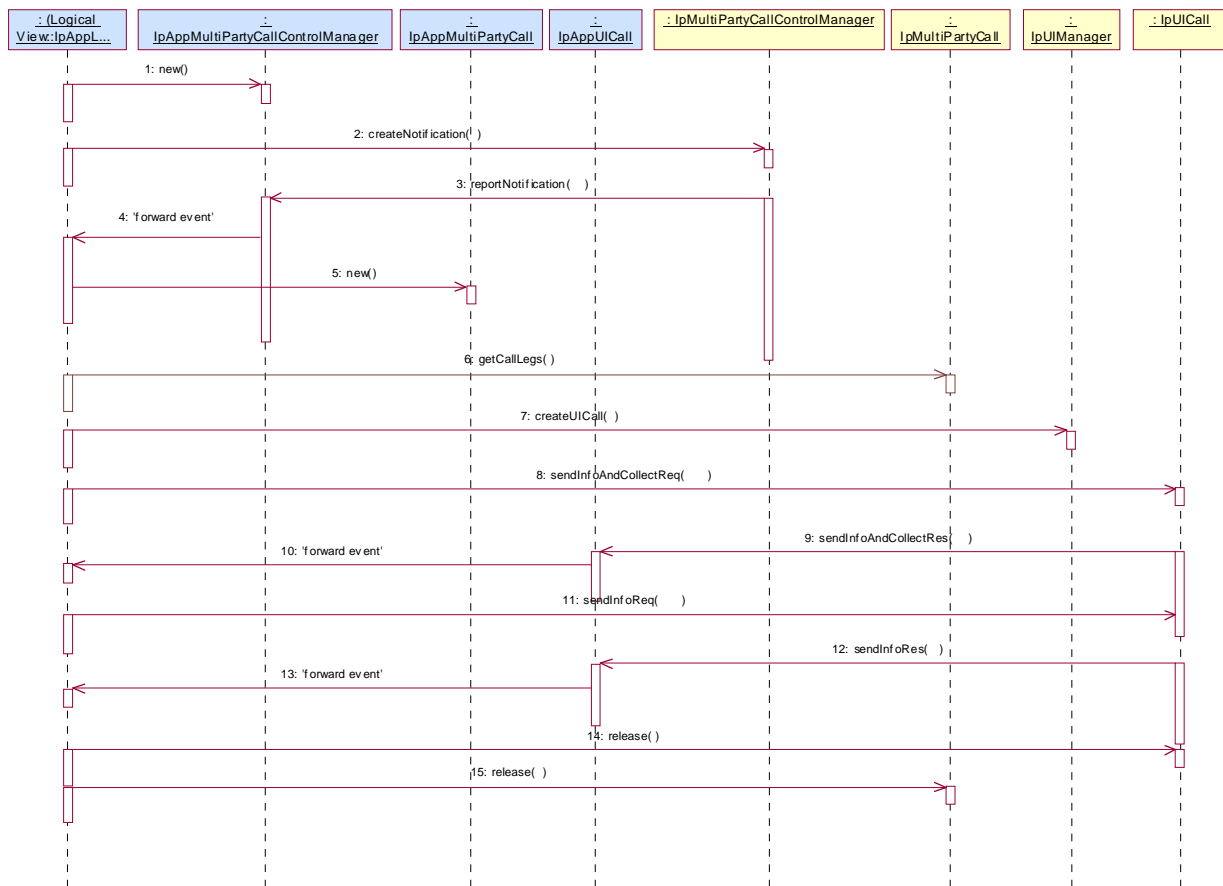 : (Logical
View::IpAppL...
:
IpAppMultiPartyCallControlManager
:
IpAppMultiPartyCall
:
IpAppUICall
: IpMultiPartyCallControlManager
:
IpMultiPartyCall
:
IpUIManager
: IpUICall
1: new()
2: createNotification( )
3: reportNotification( )
4: 'forward event'
5: new()
6: getCallLegs( )
7: createUICall( )
8: sendInfoAndCollectReq( )
9: sendInfoAndCollectRes( )
10: 'forward event'
11: sendInfoReq( )
12: sendInfoRes( )
13: 'forward event'
14: release( )
15: release( )